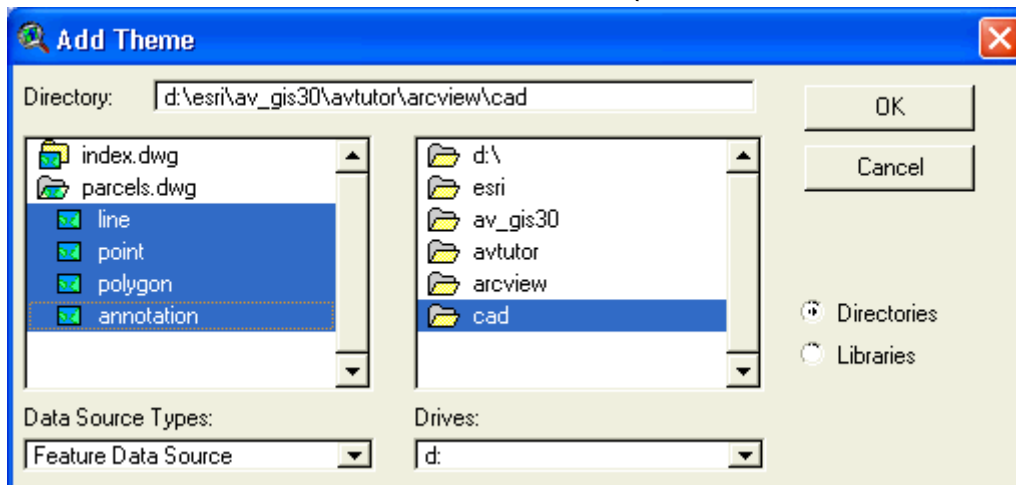 Add Theme
Directory: d:\esri\av_gis30\avtutor\arcview\cad
OK
Cancel
index.dwg
parcels.dwg
line
point
polygon
annotation
d:\
esri
av_gis30
avtutor
arcview
cad
Directories
Libraries
Data Source Types:
Feature Data Source
Drives:
d: